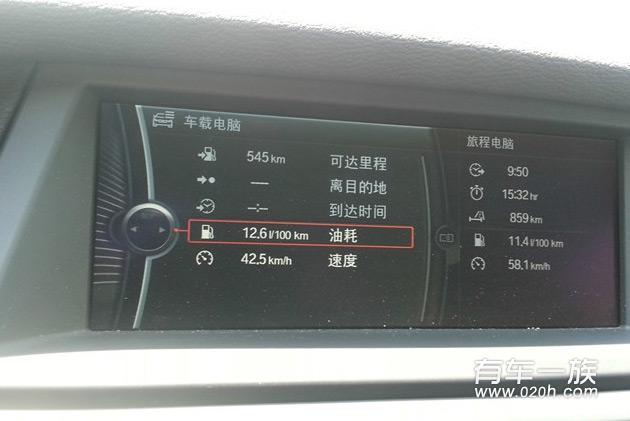 车载电脑
545 km 可达里程
--- 离目的地
--:-- 到达时间
12.6 l/100 km 油耗
42.5 km/h 速度
旅程电脑
9:50
15:32 hr
859 km
11.4 l/100 km
58.1 km/h
有车一族
www.020h.com